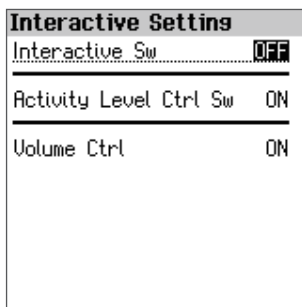 Interactive Setting
Interactive Sw OFF
Activity Level Ctrl Sw ON
Volume Ctrl ON